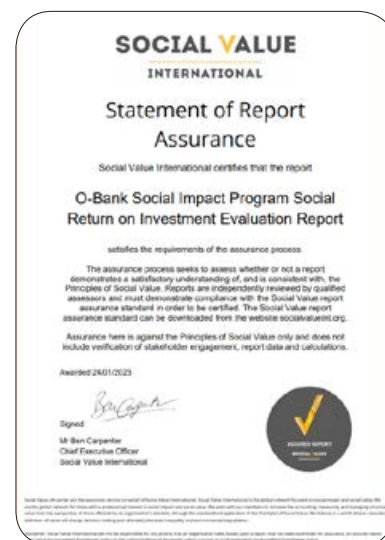 SOCIAL VALUE
INTERNATIONAL
Statement of Report
Assurance
Social Value International certifies that the report
O-Bank Social Impact Program Social
Return on Investment Evaluation Report
satisfies the requirements of the assurance process.
The assurance process seeks to assess whether or not a report
demonstrates a satisfactory understanding of, and is consistent with, the
Principles of Social Value. Reports are independently reviewed by qualified
assessors and must demonstrate compliance with the Social Value report
assurance standard in order to be certified. The Social Value report
assurance standard can be downloaded from the website socialvalueint.org.
Assurance here is against the Principles of Social Value only and does not
include verification of stakeholder engagement, report data and calculations.
Awarded 24/01/2023
Signed
Mr Ben Carpenter
Chief Executive Officer
Social Value International
ASSURED REPORT
SOCIAL VALUE